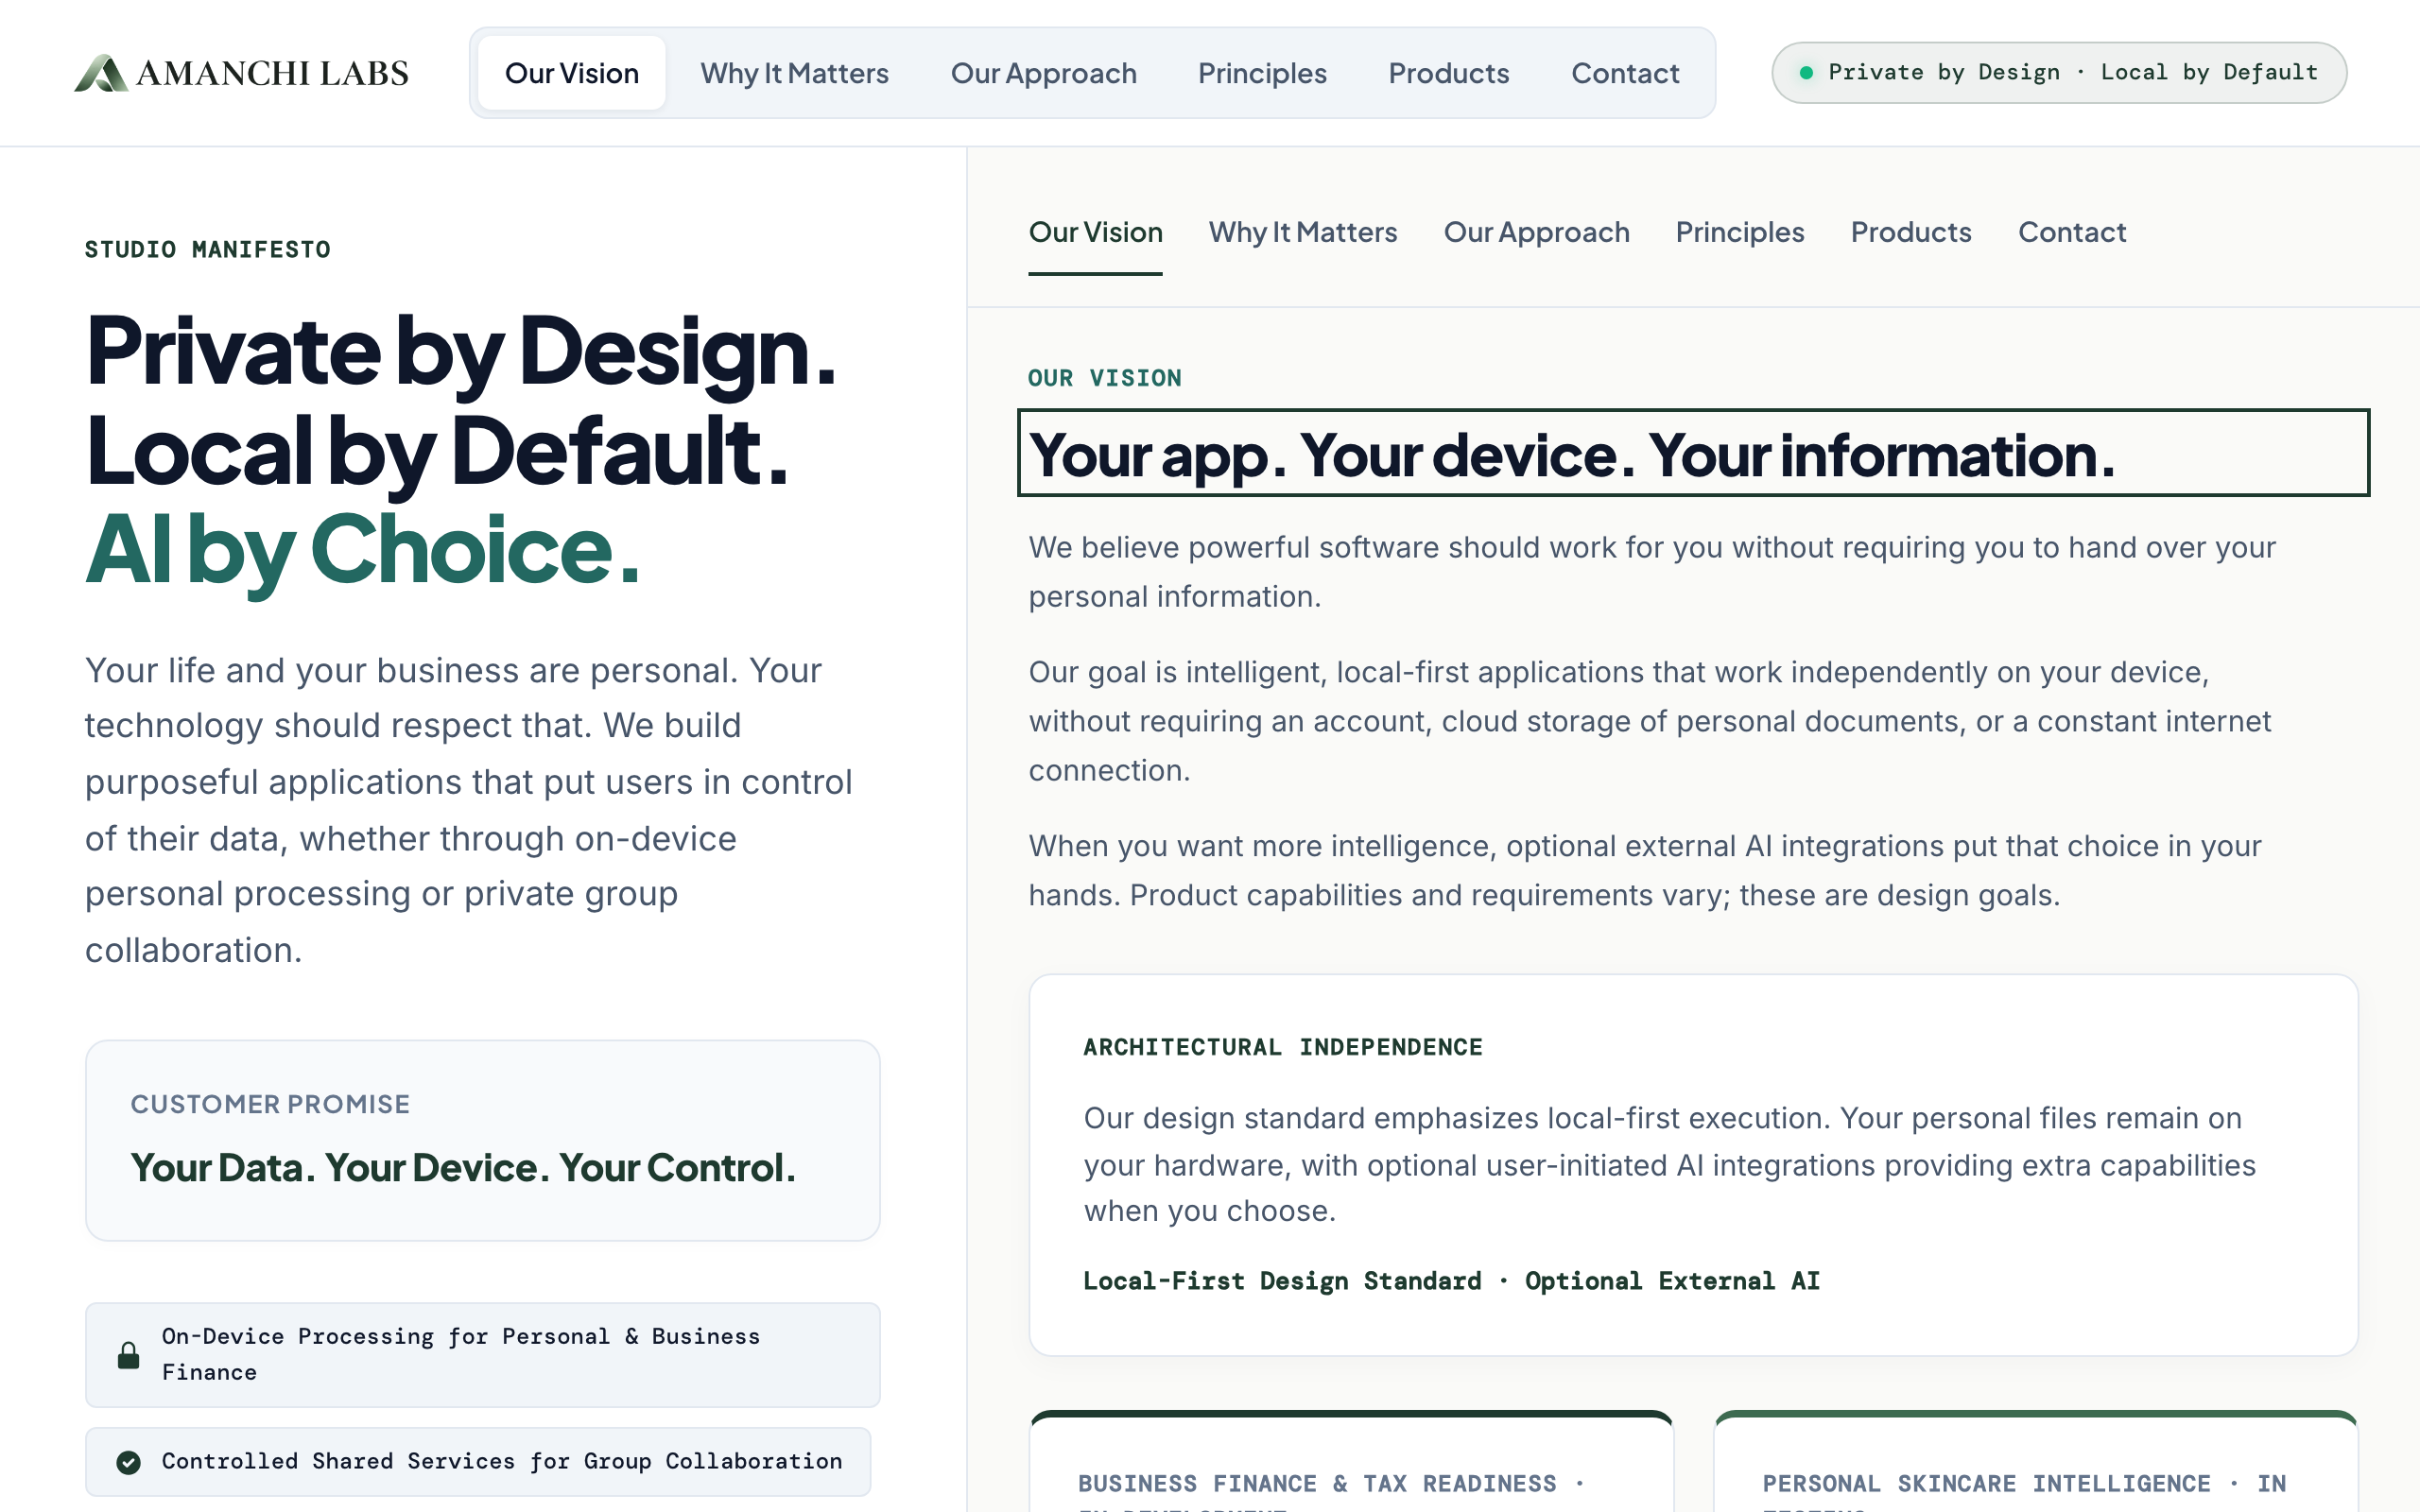 AMANCHI LABS
Our Vision
Why It Matters
Our Approach
Principles
Products
Contact
Private by Design · Local by Default
STUDIO MANIFESTO
Private by Design.
Local by Default.
AI by Choice.
Your life and your business are personal. Your
technology should respect that. We build
purposeful applications that put users in control
of their data, whether through on-device
personal processing or private group
collaboration.
CUSTOMER PROMISE
Your Data. Your Device. Your Control.
On-Device Processing for Personal & Business
Finance
Controlled Shared Services for Group Collaboration
Our Vision
Why It Matters
Our Approach
Principles
Products
Contact
OUR VISION
Your app. Your device. Your information.
We believe powerful software should work for you without requiring you to hand over your
personal information.
Our goal is intelligent, local-first applications that work independently on your device,
without requiring an account, cloud storage of personal documents, or a constant internet
connection.
When you want more intelligence, optional external AI integrations put that choice in your
hands. Product capabilities and requirements vary; these are design goals.
ARCHITECTURAL INDEPENDENCE
Our design standard emphasizes local-first execution. Your personal files remain on
your hardware, with optional user-initiated AI integrations providing extra capabilities
when you choose.
Local-First Design Standard · Optional External AI
BUSINESS FINANCE & TAX READINESS ·
PERSONAL SKINCARE INTELLIGENCE · IN